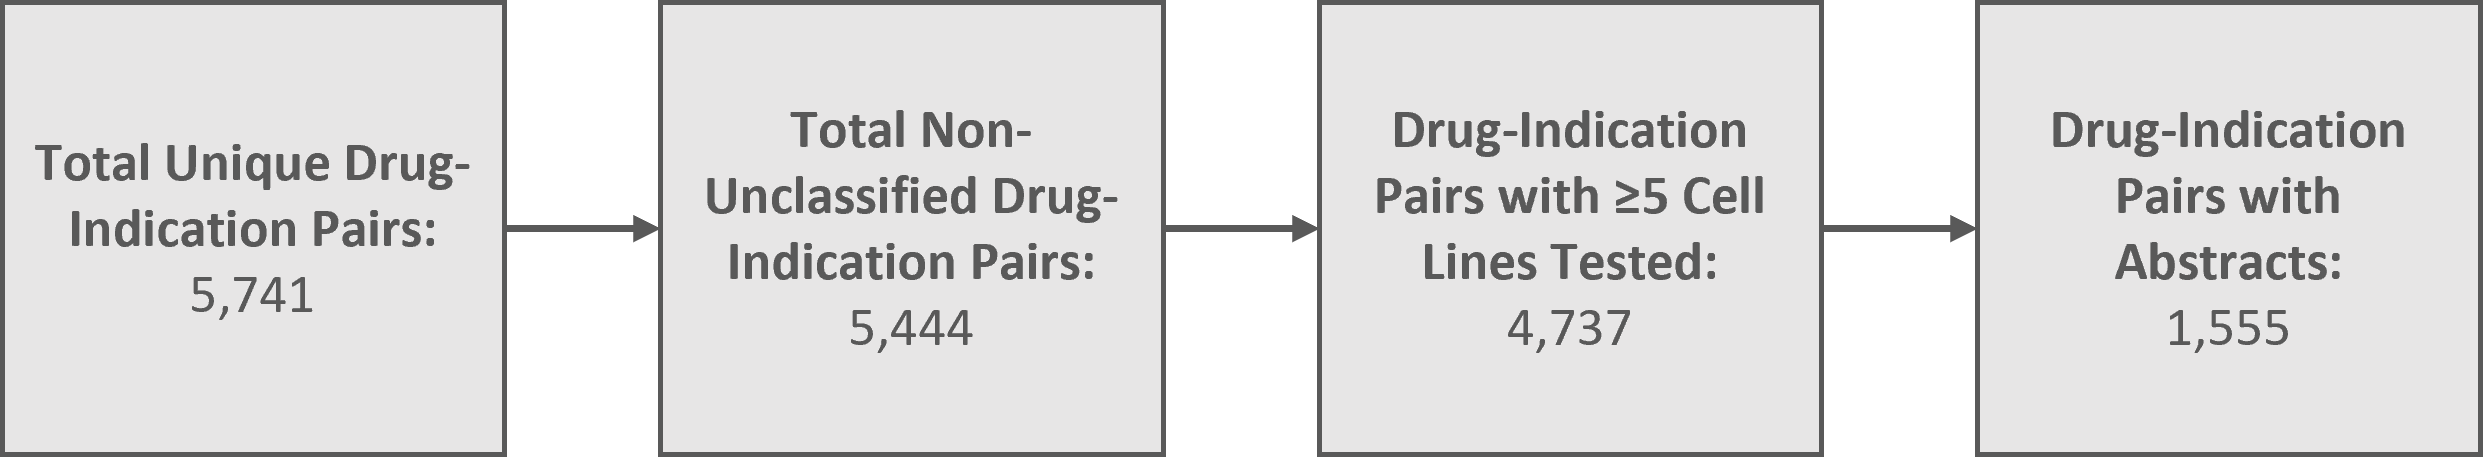 Total Unique Drug-
Indication Pairs:
5,741
Total Non-
Unclassified Drug-
Indication Pairs:
5,444
Drug-Indication
Pairs with ≥5 Cell
Lines Tested:
4,737
Drug-Indication
Pairs with
Abstracts:
1,555